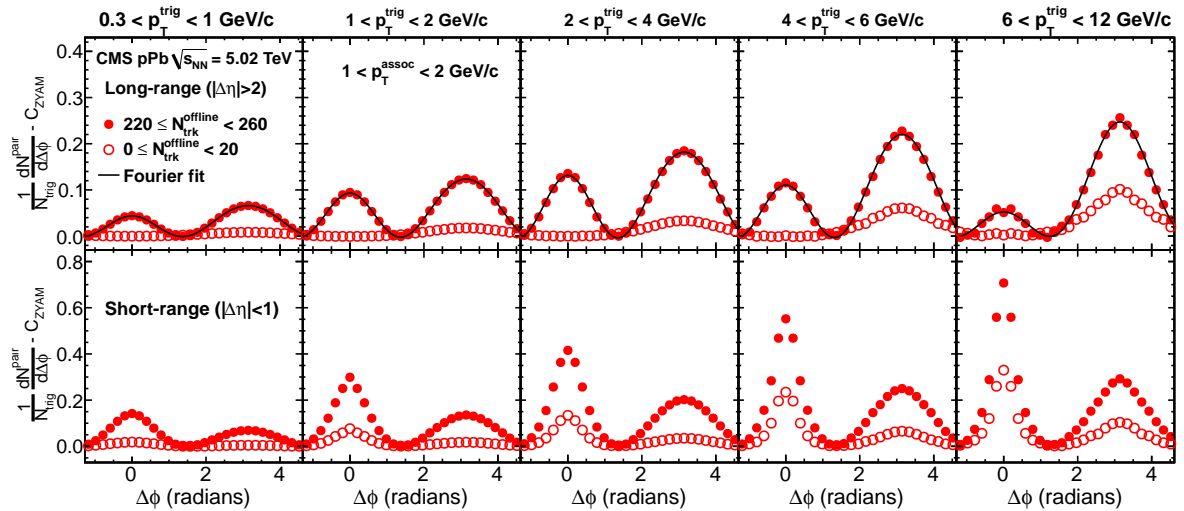 0.3 < p_T^trig < 1 GeV/c
1 < p_T^trig < 2 GeV/c
2 < p_T^trig < 4 GeV/c
4 < p_T^trig < 6 GeV/c
6 < p_T^trig < 12 GeV/c
CMS pPb √s_NN = 5.02 TeV
Long-range (|Δη|>2)
220 ≤ N_trk^offline < 260
0 ≤ N_trk^offline < 20
Fourier fit
1 < p_T^assoc < 2 GeV/c
0.4
0.3
0.2
0.1
0.0
1/N_trig dN^pair/dΔφ - C_ZYAM
Short-range (|Δη|<1)
0.8
0.6
0.4
0.2
0.0
1/N_trig dN^pair/dΔφ - C_ZYAM
0 2 4
0 2 4
0 2 4
0 2 4
0 2 4
Δφ (radians)
Δφ (radians)
Δφ (radians)
Δφ (radians)
Δφ (radians)